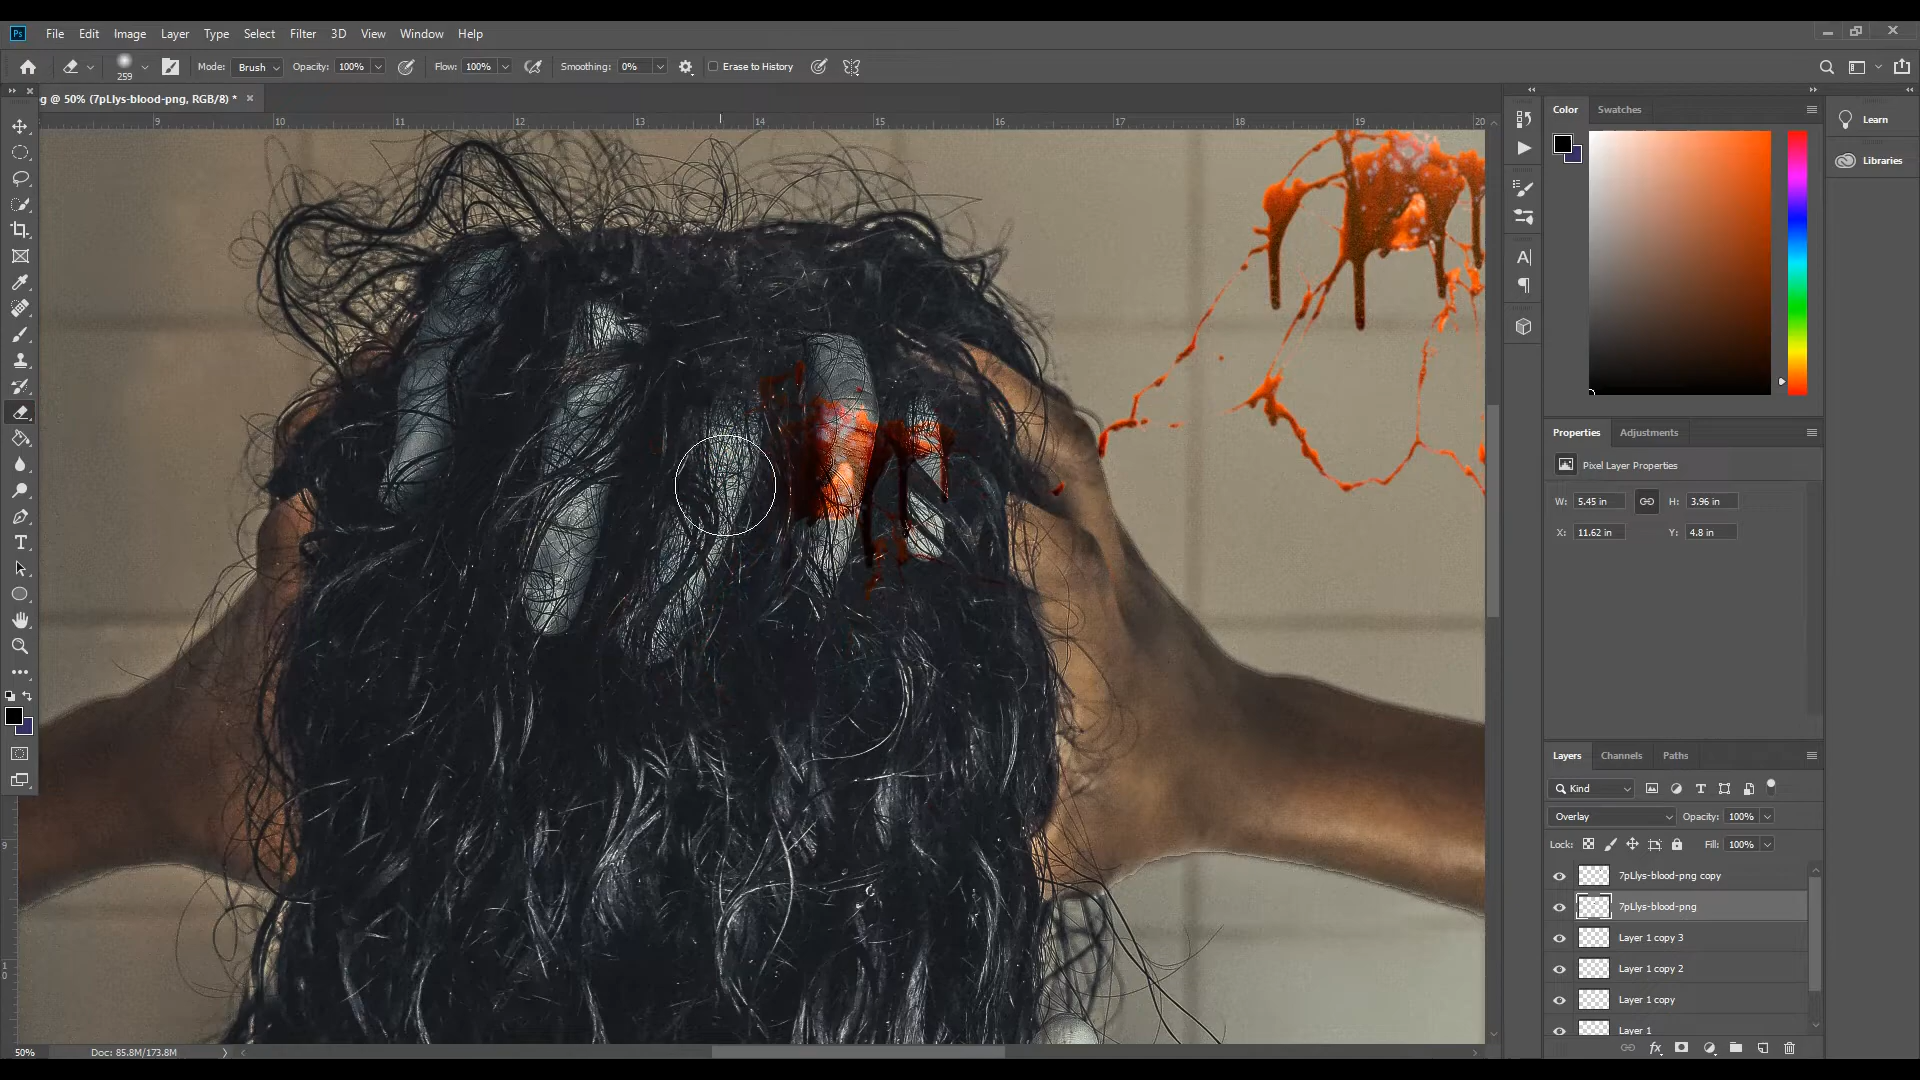 Ps File Edit Image Layer Type Select Filter 3D View Window Help
259 Mode: Brush Opacity: 100% Flow: 100% Smoothing: 0% Erase to History
g @ 50% (7pLlys-blood-png, RGB/8) *
9 10 11 12 13 14 15 16 17 18 19 20
Color Swatches
Learn
Libraries
Properties Adjustments
Pixel Layer Properties
W: 5.45 in H: 3.96 in
X: 11.62 in Y: 4.8 in
Layers Channels Paths
Kind
Overlay Opacity: 100%
Lock: Fill: 100%
7pLlys-blood-png copy
7pLlys-blood-png
Layer 1 copy 3
Layer 1 copy 2
Layer 1 copy
Layer 1
9
10
50% Doc: 85.8M/173.8M